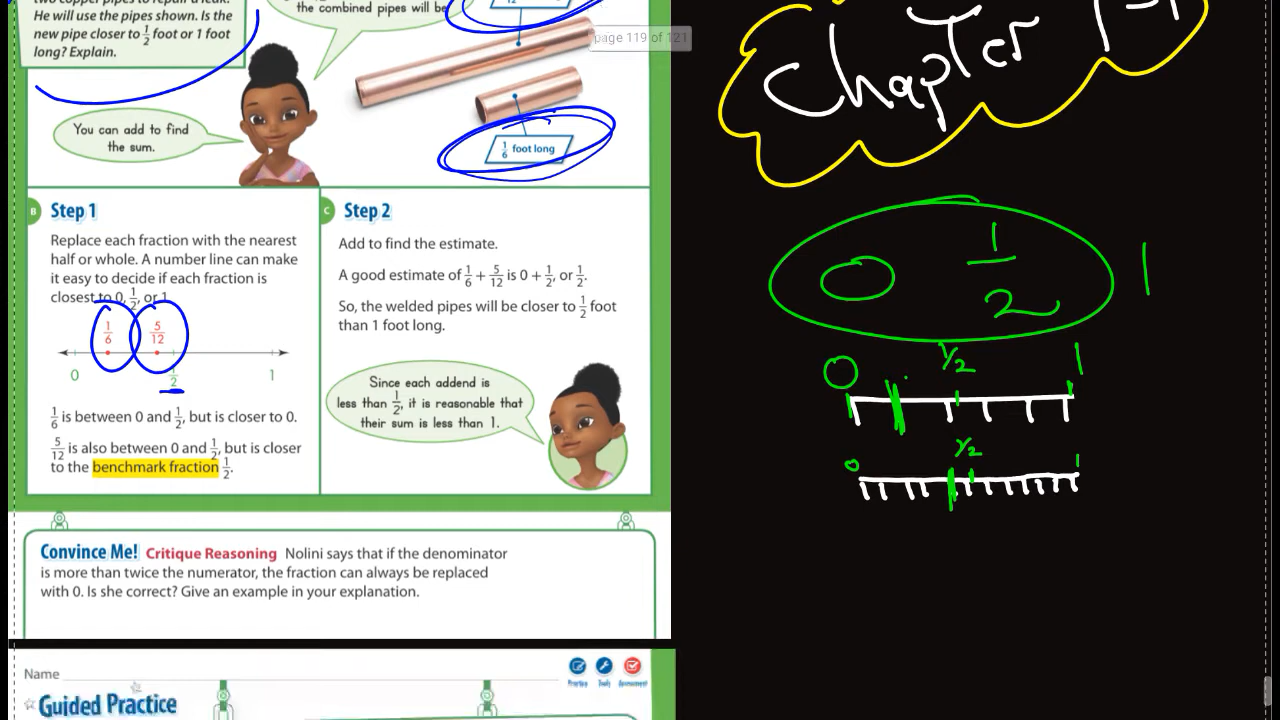 two copper pipes to repair a leak.
He will use the pipes shown. Is the
new pipe closer to 1/2 foot or 1 foot
long? Explain.
the combined pipes will be
12
page 119 of 121
Chapter
You can add to find
the sum.
1/6 foot long
B Step 1
Replace each fraction with the nearest
half or whole. A number line can make
it easy to decide if each fraction is
closest to 0, 1/2, or 1.
1/6 5/12
0 1/2 1
1/6 is between 0 and 1/2, but is closer to 0.
5/12 is also between 0 and 1/2, but is closer
to the benchmark fraction 1/2.
C Step 2
Add to find the estimate.
A good estimate of 1/6 + 5/12 is 0 + 1/2, or 1/2.
So, the welded pipes will be closer to 1/2 foot
than 1 foot long.
Since each addend is
less than 1/2, it is reasonable that
their sum is less than 1.
0 1/2 1
0 1/2 1
0 1/2 1
Convince Me! Critique Reasoning Nolini says that if the denominator
is more than twice the numerator, the fraction can always be replaced
with 0. Is she correct? Give an example in your explanation.
Name
Practice Tools Assessment
Guided Practice